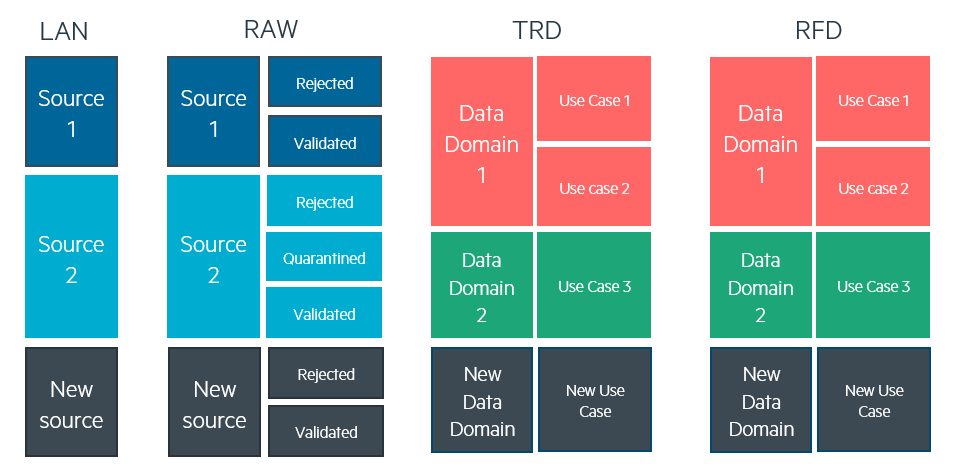 LAN
RAW
TRD
RFD
Source
1
Source
1
Rejected
Validated
Data
Domain
1
Use Case 1
Use case 2
Data
Domain
1
Use Case 1
Use case 2
Source
2
Source
2
Rejected
Quarantined
Validated
Data
Domain
2
Use Case 3
Data
Domain
2
Use Case 3
New
source
New
source
Rejected
Validated
New
Data
Domain
New Use
Case
New
Data
Domain
New Use
Case